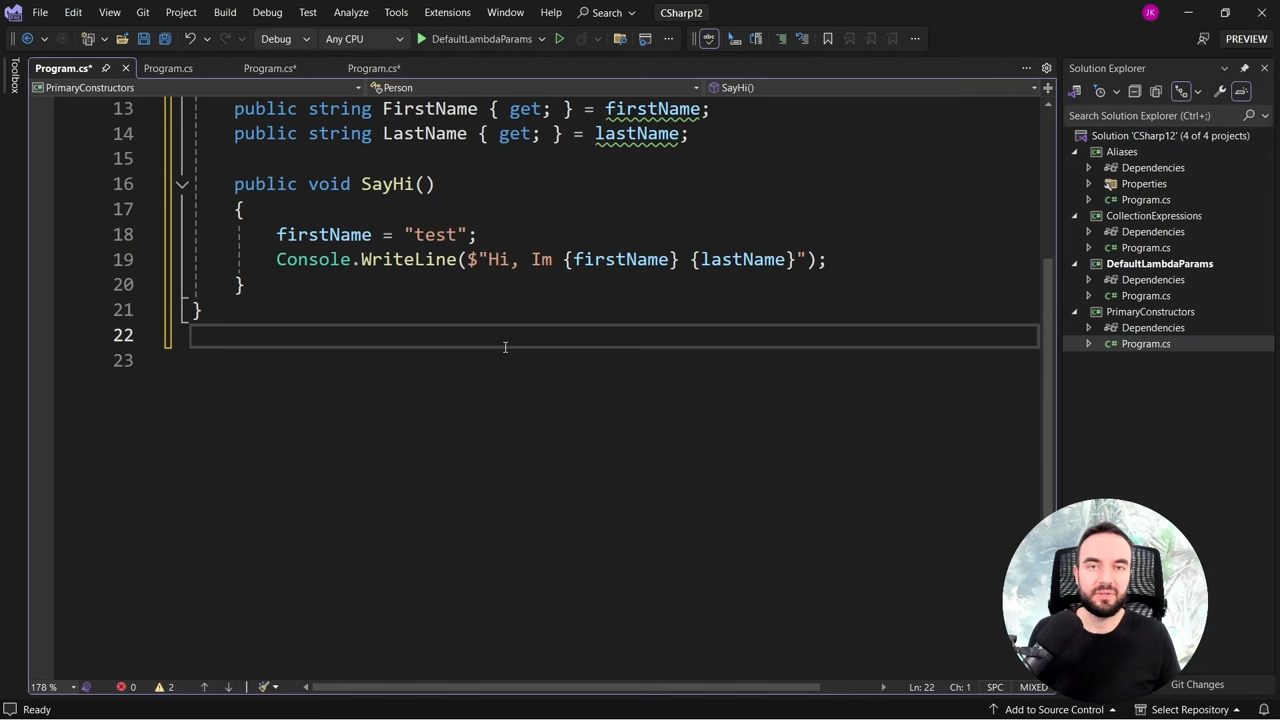 File Edit View Git Project Build Debug Test Analyze Tools Extensions Window Help Search CSharp12 JK
Debug Any CPU DefaultLambdaParams PREVIEW
Toolbox
Program.cs* Program.cs Program.cs* Program.cs*
PrimaryConstructors Person SayHi()
13 public string FirstName { get; } = firstName;
14 public string LastName { get; } = lastName;
15
16 public void SayHi()
17 {
18 firstName = "test";
19 Console.WriteLine($"Hi, Im {firstName} {lastName}");
20 }
21 }
22
23
Solution Explorer
Search Solution Explorer (Ctrl+;)
Solution 'CSharp12' (4 of 4 projects)
Aliases
Dependencies
Properties
C# Program.cs
CollectionExpressions
Dependencies
C# Program.cs
DefaultLambdaParams
Dependencies
C# Program.cs
PrimaryConstructors
Dependencies
C# Program.cs
178 % 0 2 Ln: 22 Ch: 1 SPC MIXED
Git Changes
Ready Add to Source Control Select Repository